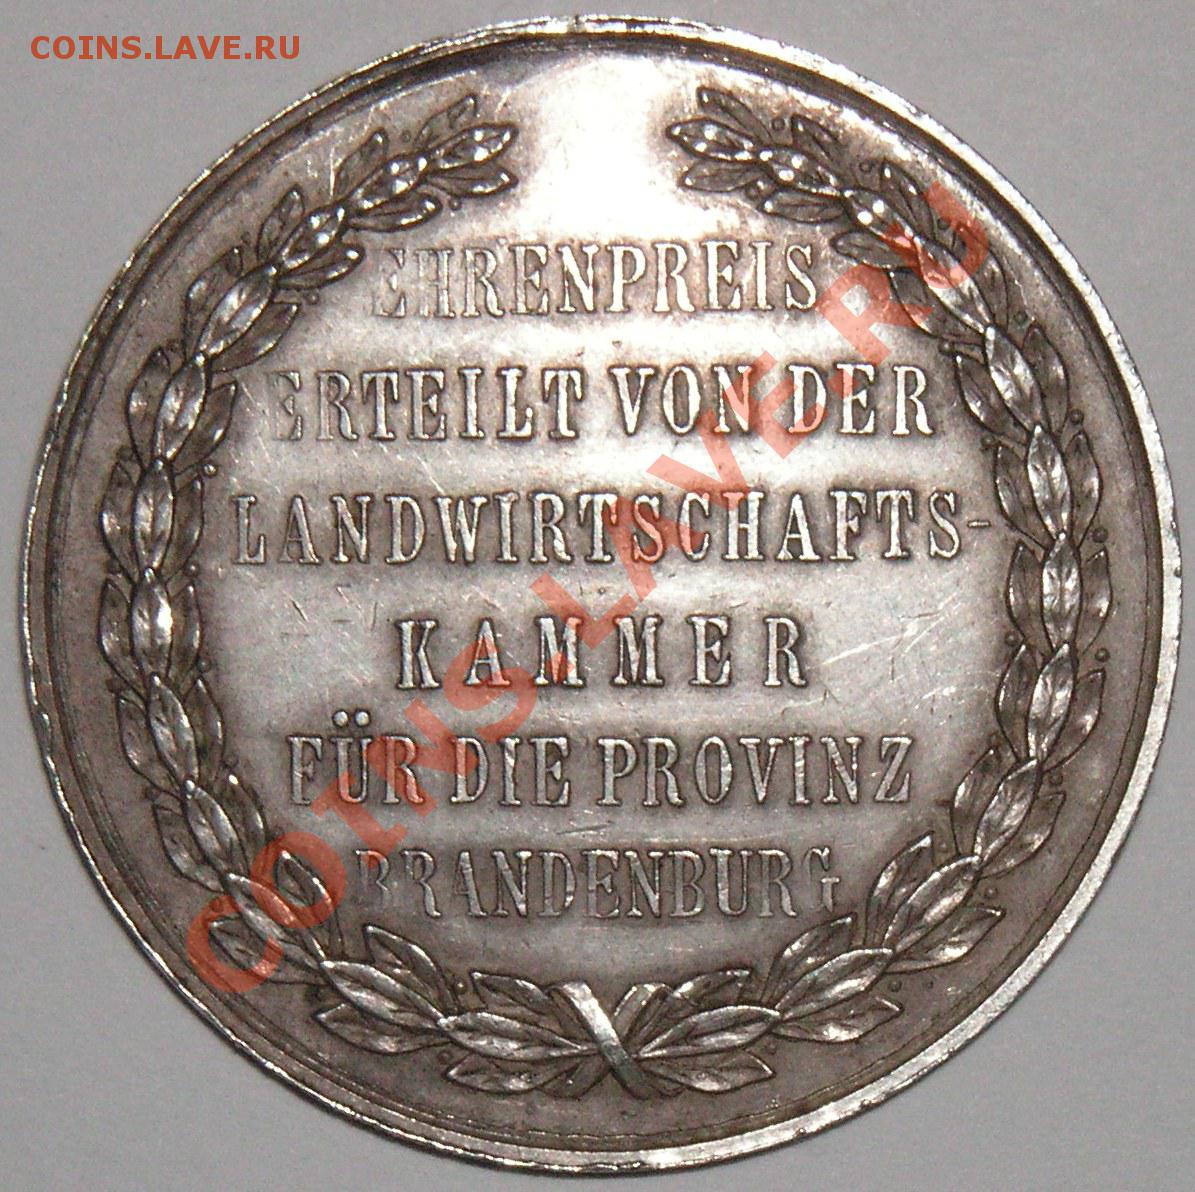 COINS.LAVE.RU
EHRENPREIS
ERTEILT VON DER
LANDWIRTSCHAFTS-
KAMMER
FÜR DIE PROVINZ
BRANDENBURG
COINS.LAVE.RU